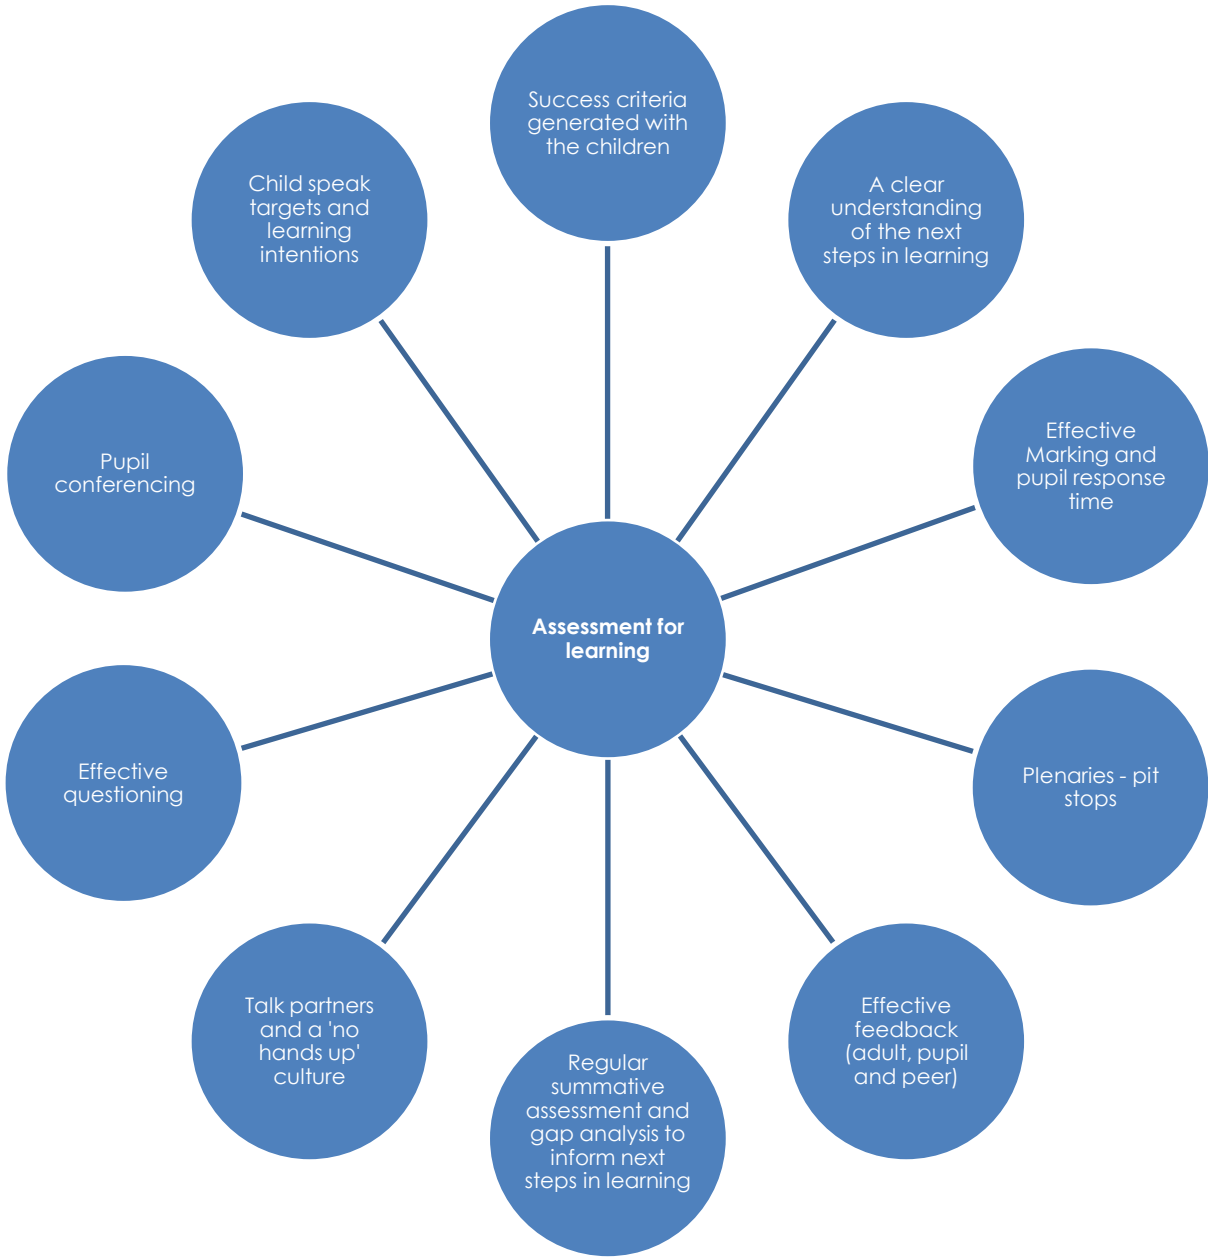 Success criteria
generated with
the children
A clear
understanding
of the next
steps in learning
Effective
Marking and
pupil response
time
Plenaries - pit
stops
Effective
feedback
(adult, pupil
and peer)
Regular
summative
assessment and
gap analysis to
inform next
steps in learning
Talk partners
and a 'no
hands up'
culture
Effective
questioning
Pupil
conferencing
Child speak
targets and
learning
intentions
Assessment for
learning